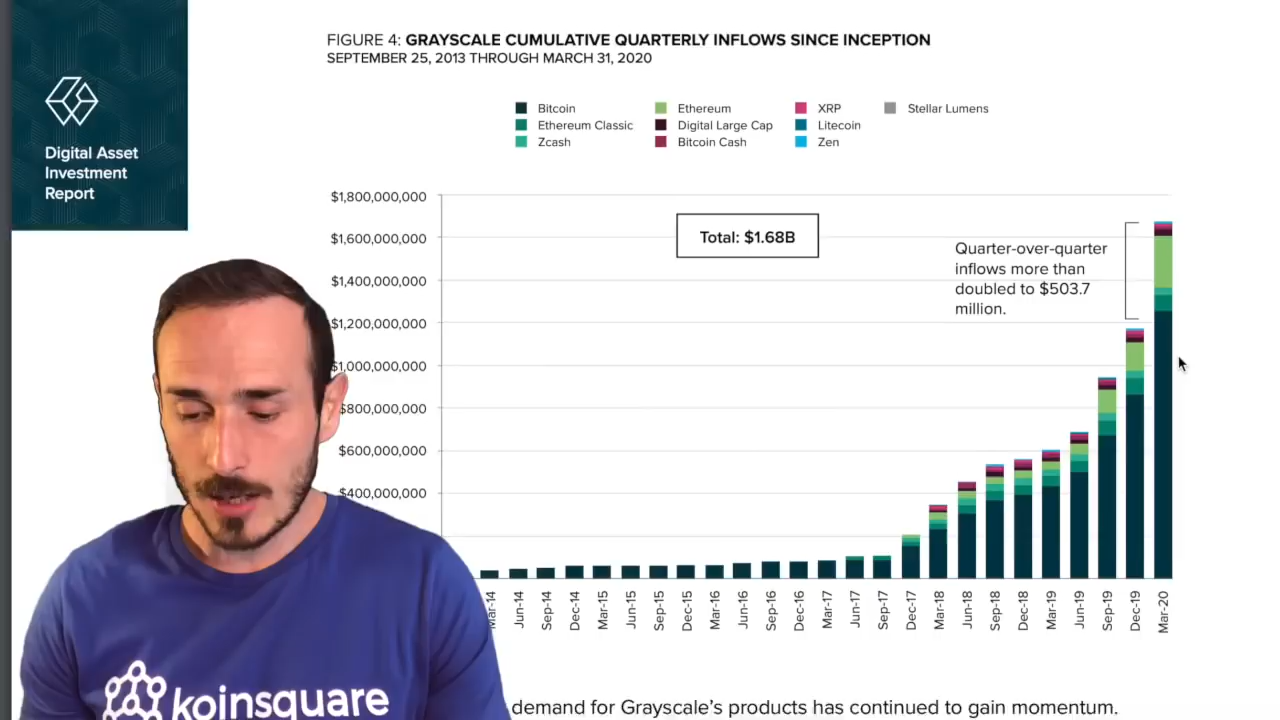 FIGURE 4: GRAYSCALE CUMULATIVE QUARTERLY INFLOWS SINCE INCEPTION
SEPTEMBER 25, 2013 THROUGH MARCH 31, 2020
Digital Asset
Investment
Report
Bitcoin
Ethereum
XRP
Stellar Lumens
Ethereum Classic
Digital Large Cap
Litecoin
Zcash
Bitcoin Cash
Zen
$1,800,000,000
$1,600,000,000
$1,400,000,000
$1,200,000,000
$1,000,000,000
$800,000,000
$600,000,000
$400,000,000
Total: $1.68B
Quarter-over-quarter
inflows more than
doubled to $503.7
million.
Mar-14
Jun-14
Sep-14
Dec-14
Mar-15
Jun-15
Sep-15
Dec-15
Mar-16
Jun-16
Sep-16
Dec-16
Mar-17
Jun-17
Sep-17
Dec-17
Mar-18
Jun-18
Sep-18
Dec-18
Mar-19
Jun-19
Sep-19
Dec-19
Mar-20
koinsquare
demand for Grayscale's products has continued to gain momentum.